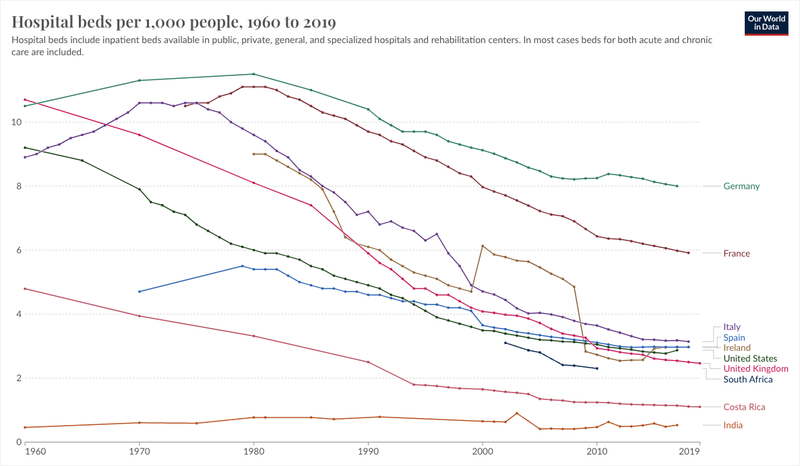 Hospital beds per 1,000 people, 1960 to 2019
Our World
in Data
Hospital beds include inpatient beds available in public, private, general, and specialized hospitals and rehabilitation centers. In most cases beds for both acute and chronic
care are included.
10
8
6
4
2
0
Germany
France
Italy
Spain
Ireland
United States
United Kingdom
South Africa
Costa Rica
India
1960
1970
1980
1990
2000
2010
2019